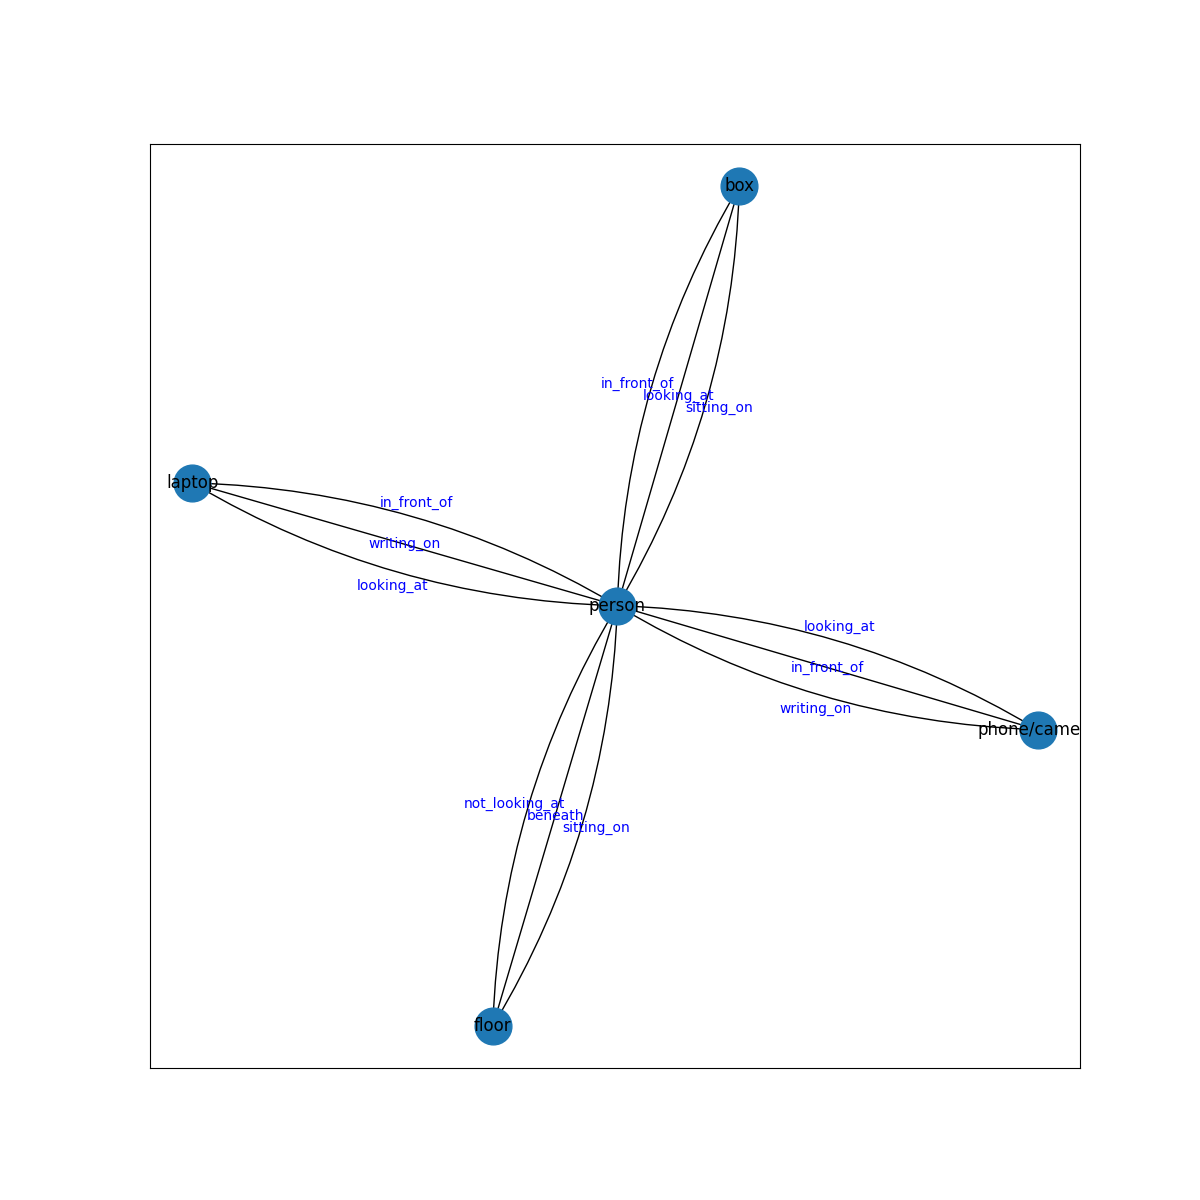 box
in_front_of
looking_at
sitting_on
laptop
in_front_of
writing_on
looking_at
person
looking_at
in_front_of
writing_on
phone/came
not_looking_at
beneath
sitting_on
floor